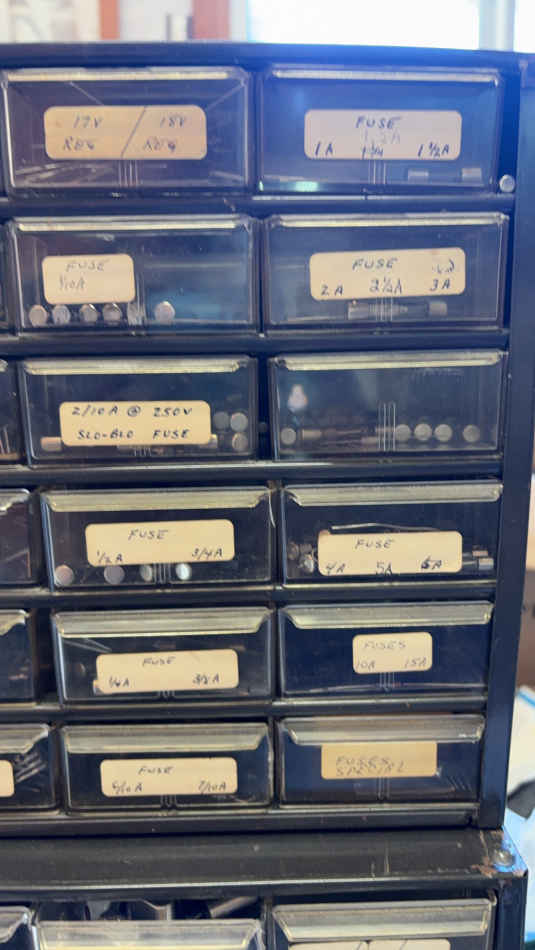 17V / 18V
REG / REG
FUSE
1A 1 1/2A
FUSE
1/10A
FUSE
2A 2 1/2A 3A
2/10 A @ 250V
SLO-BLO FUSE
FUSE
1/2A 3/4A
FUSE
4A 5A 6A
FUSE
1/4A 3/8A
FUSES
10A 15A
FUSE
6/10A 7/10A
FUSES
SPECIAL